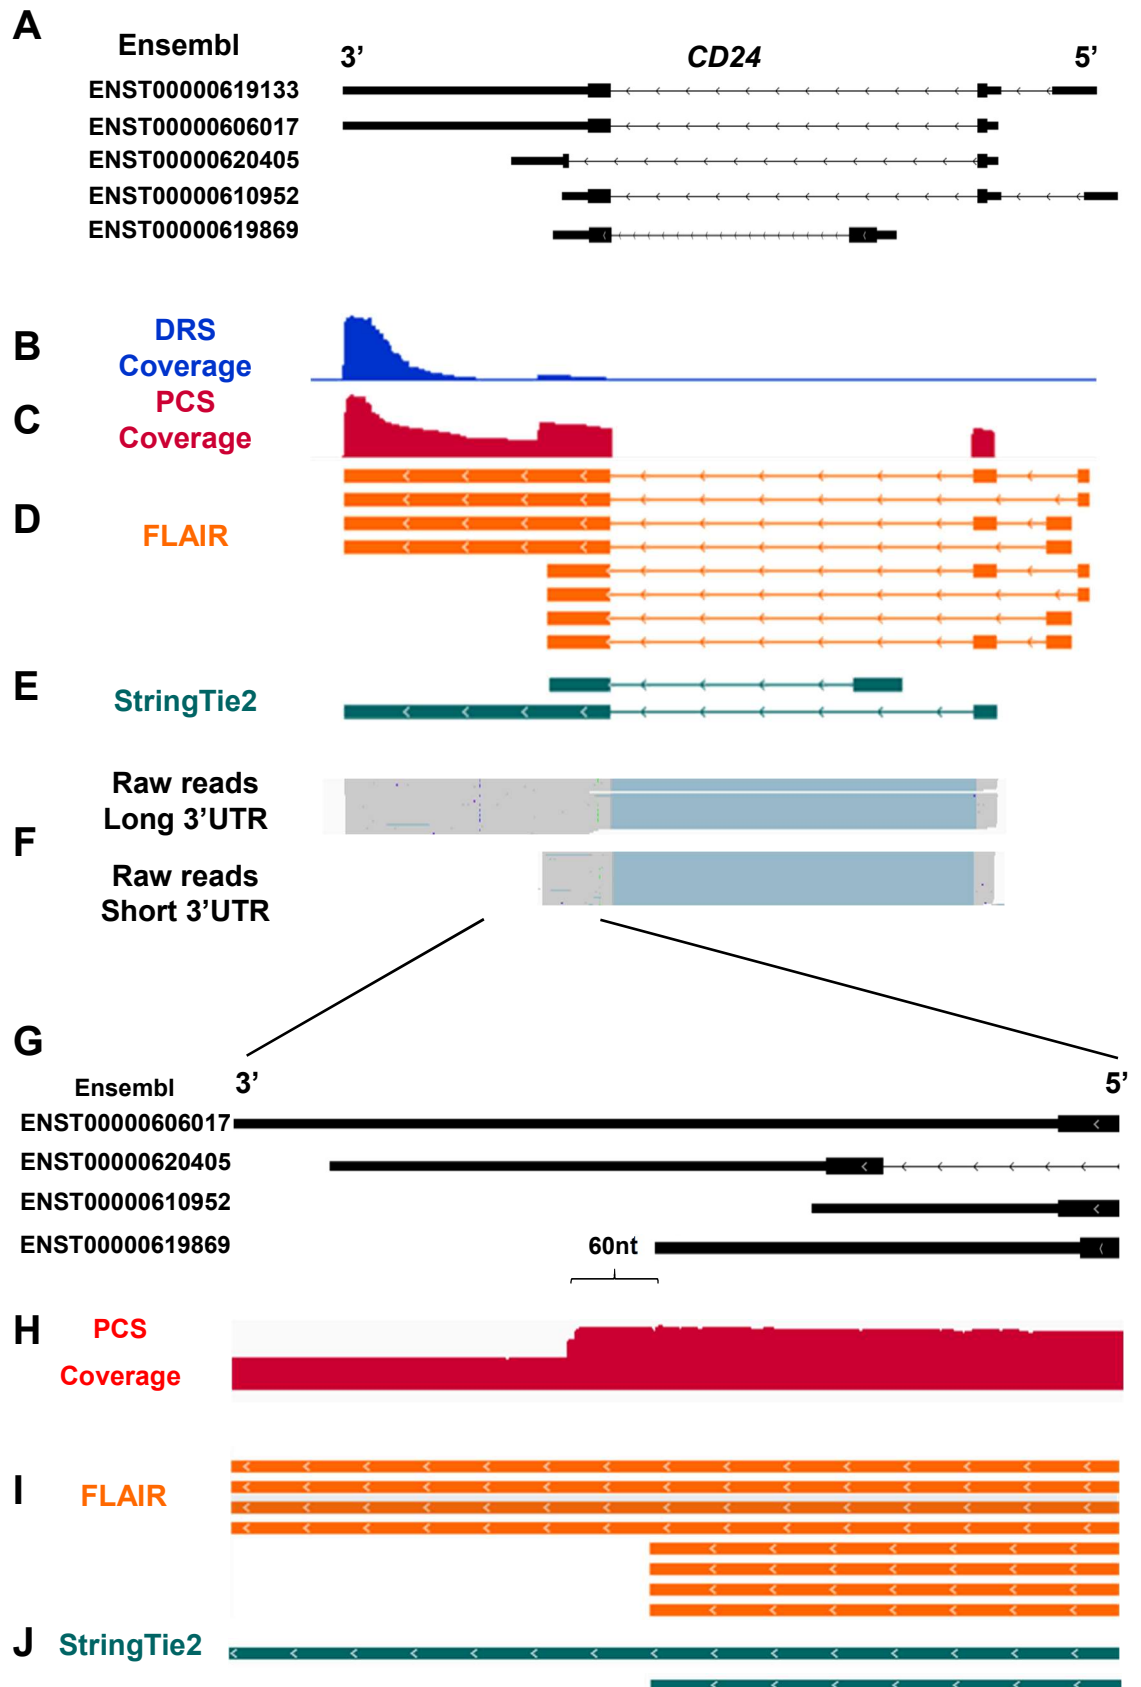 A
Ensembl
3’ CD24 5’
ENST00000619133
ENST00000606017
ENST00000620405
ENST00000610952
ENST00000619869
B
DRS
Coverage
C
PCS
Coverage
D
FLAIR
E
StringTie2
F
Raw reads
Long 3’UTR
Raw reads
Short 3’UTR
G
Ensembl 3’ 5’
ENST00000606017
ENST00000620405
ENST00000610952
ENST00000619869
60nt
H PCS
Coverage
I FLAIR
J StringTie2